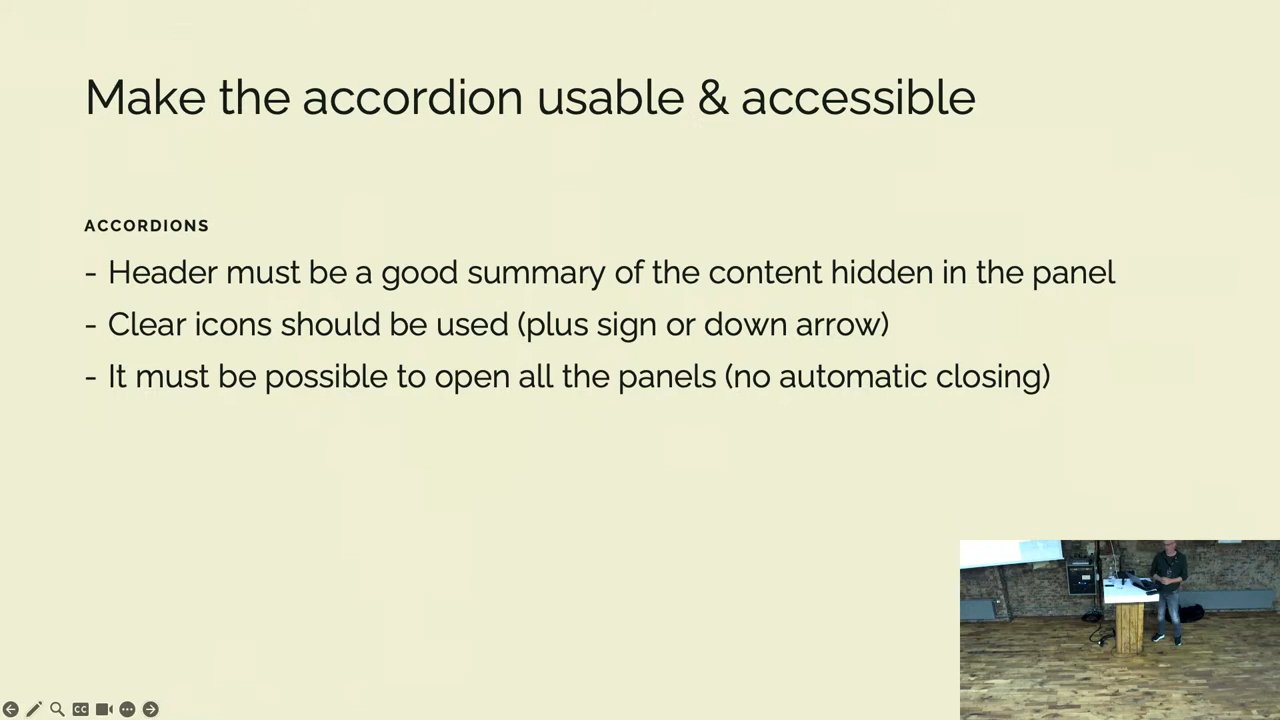 Make the accordion usable & accessible
ACCORDIONS
- Header must be a good summary of the content hidden in the panel
- Clear icons should be used (plus sign or down arrow)
- It must be possible to open all the panels (no automatic closing)
CC